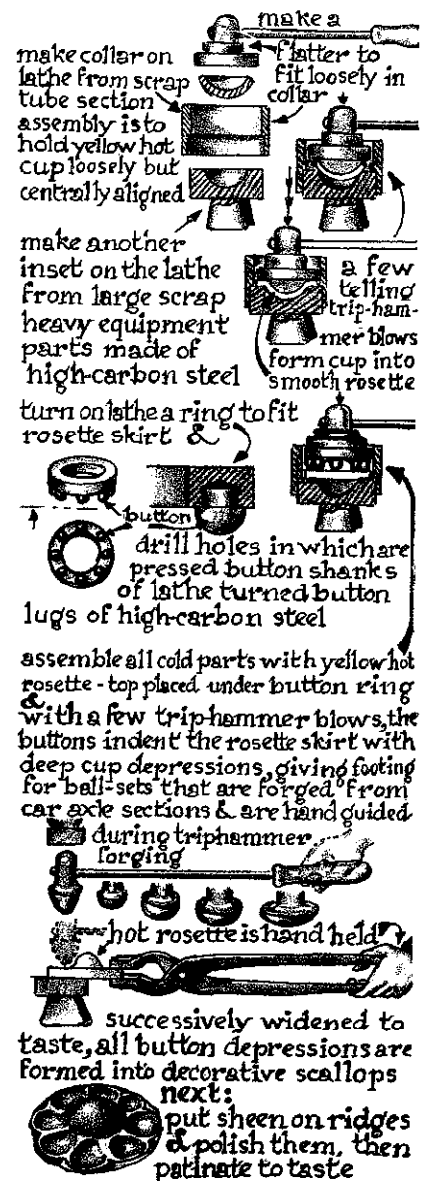 make a
flatter to
fit loosely in
collar
make collar on
lathe from scrap
tube section
assembly is to
hold yellow hot
cup loosely but
centrally aligned
make another
inset on the lathe
from large scrap
heavy equipment
parts made of
high-carbon steel
a few
telling
trip-ham-
mer blows
form cup into
smooth rosette
turn on lathe a ring to fit
rosette skirt &
button
drill holes in which are
pressed button shanks
of lathe turned button
lugs of high-carbon steel
assemble all cold parts with yellow hot
rosette-top placed under button ring
&
with a few trip-hammer blows, the
buttons indent the rosette skirt with
deep cup depressions, giving footing
for ball-sets that are forged from
car axle sections & are hand guided
during triphammer
forging
hot rosette is hand held
successively widened to
taste, all button depressions are
formed into decorative scallops
next:
put sheen on ridges
& polish them, then
patinate to taste